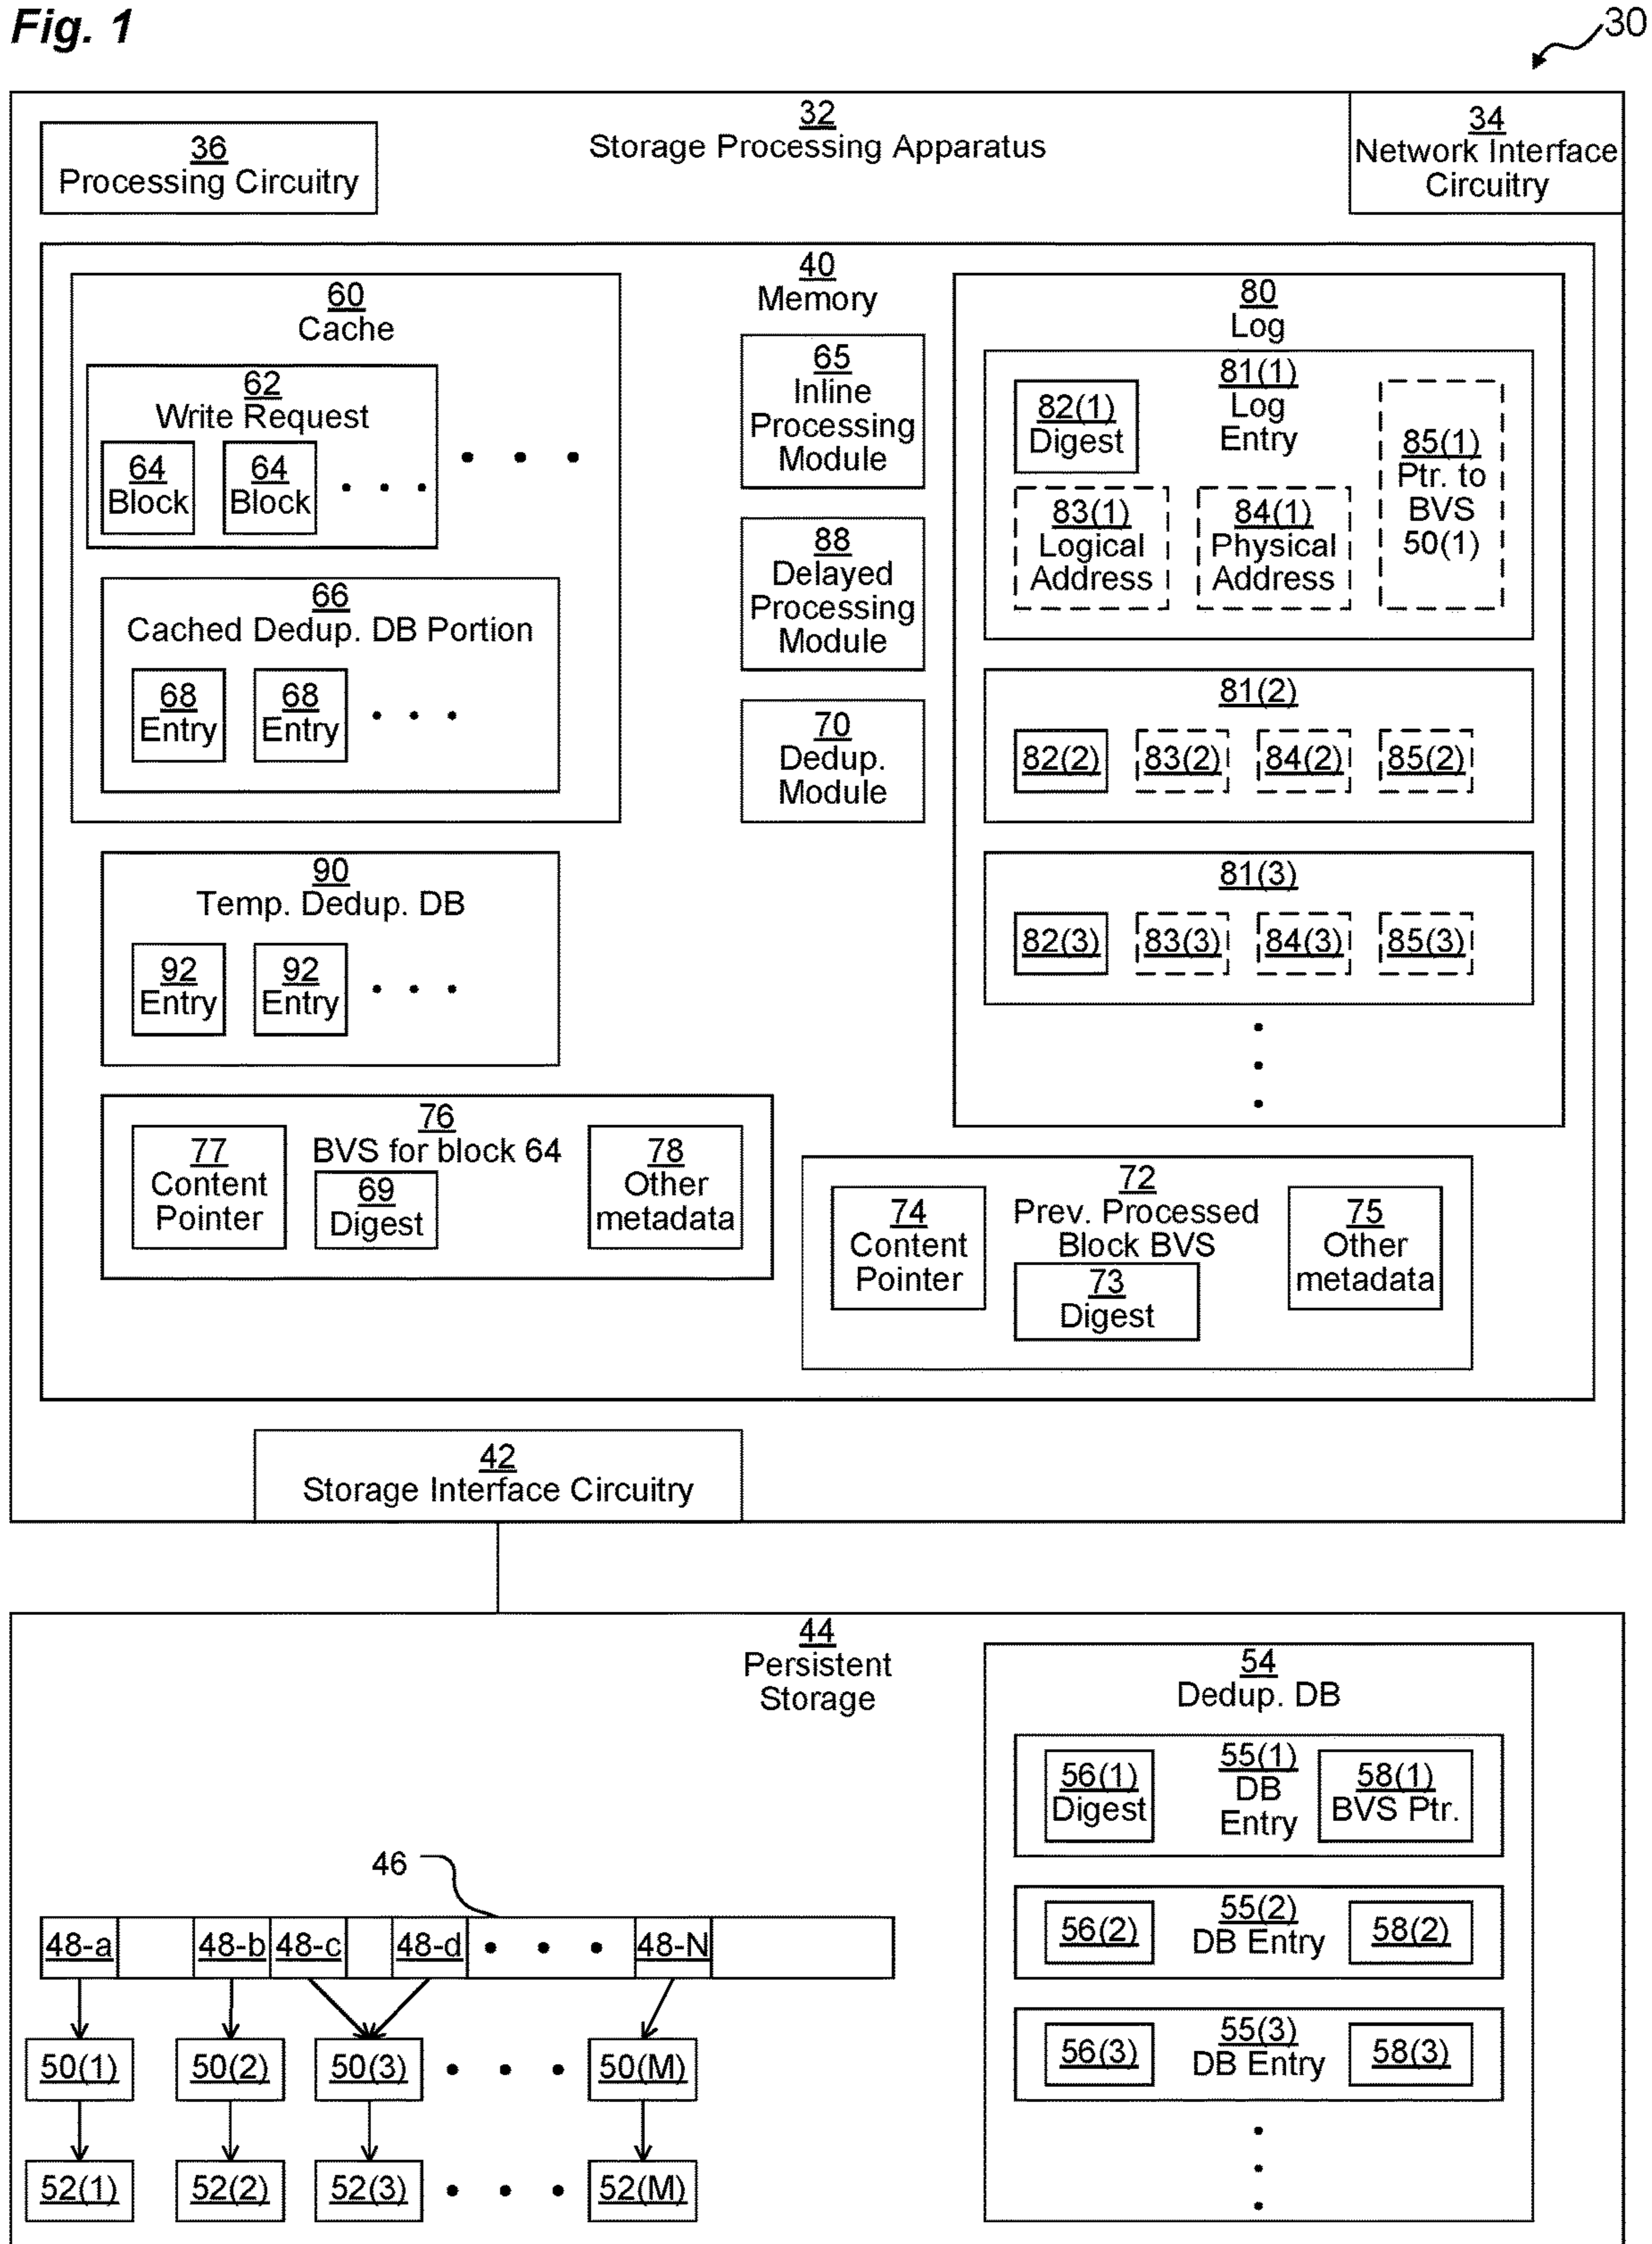 Fig. 1
30
32
Storage Processing Apparatus
34
Network Interface
Circuitry
36
Processing Circuitry
40
Memory
60
Cache
62
Write Request
64
Block
64
Block
66
Cached Dedup. DB Portion
68
Entry
68
Entry
65
Inline
Processing
Module
88
Delayed
Processing
Module
70
Dedup.
Module
80
Log
81(1)
Log
Entry
82(1)
Digest
83(1)
Logical
Address
84(1)
Physical
Address
85(1)
Ptr. to
BVS
50(1)
81(2)
82(2)
83(2)
84(2)
85(2)
81(3)
82(3)
83(3)
84(3)
85(3)
90
Temp. Dedup. DB
92
Entry
92
Entry
76
BVS for block 64
77
Content
Pointer
69
Digest
78
Other
metadata
72
Prev. Processed
Block BVS
74
Content
Pointer
73
Digest
75
Other
metadata
42
Storage Interface Circuitry
44
Persistent
Storage
54
Dedup. DB
55(1)
DB
Entry
56(1)
Digest
58(1)
BVS Ptr.
56(2)
55(2)
DB Entry
58(2)
56(3)
55(3)
DB Entry
58(3)
46
48-a
48-b
48-c
48-d
48-N
50(1)
50(2)
50(3)
50(M)
52(1)
52(2)
52(3)
52(M)